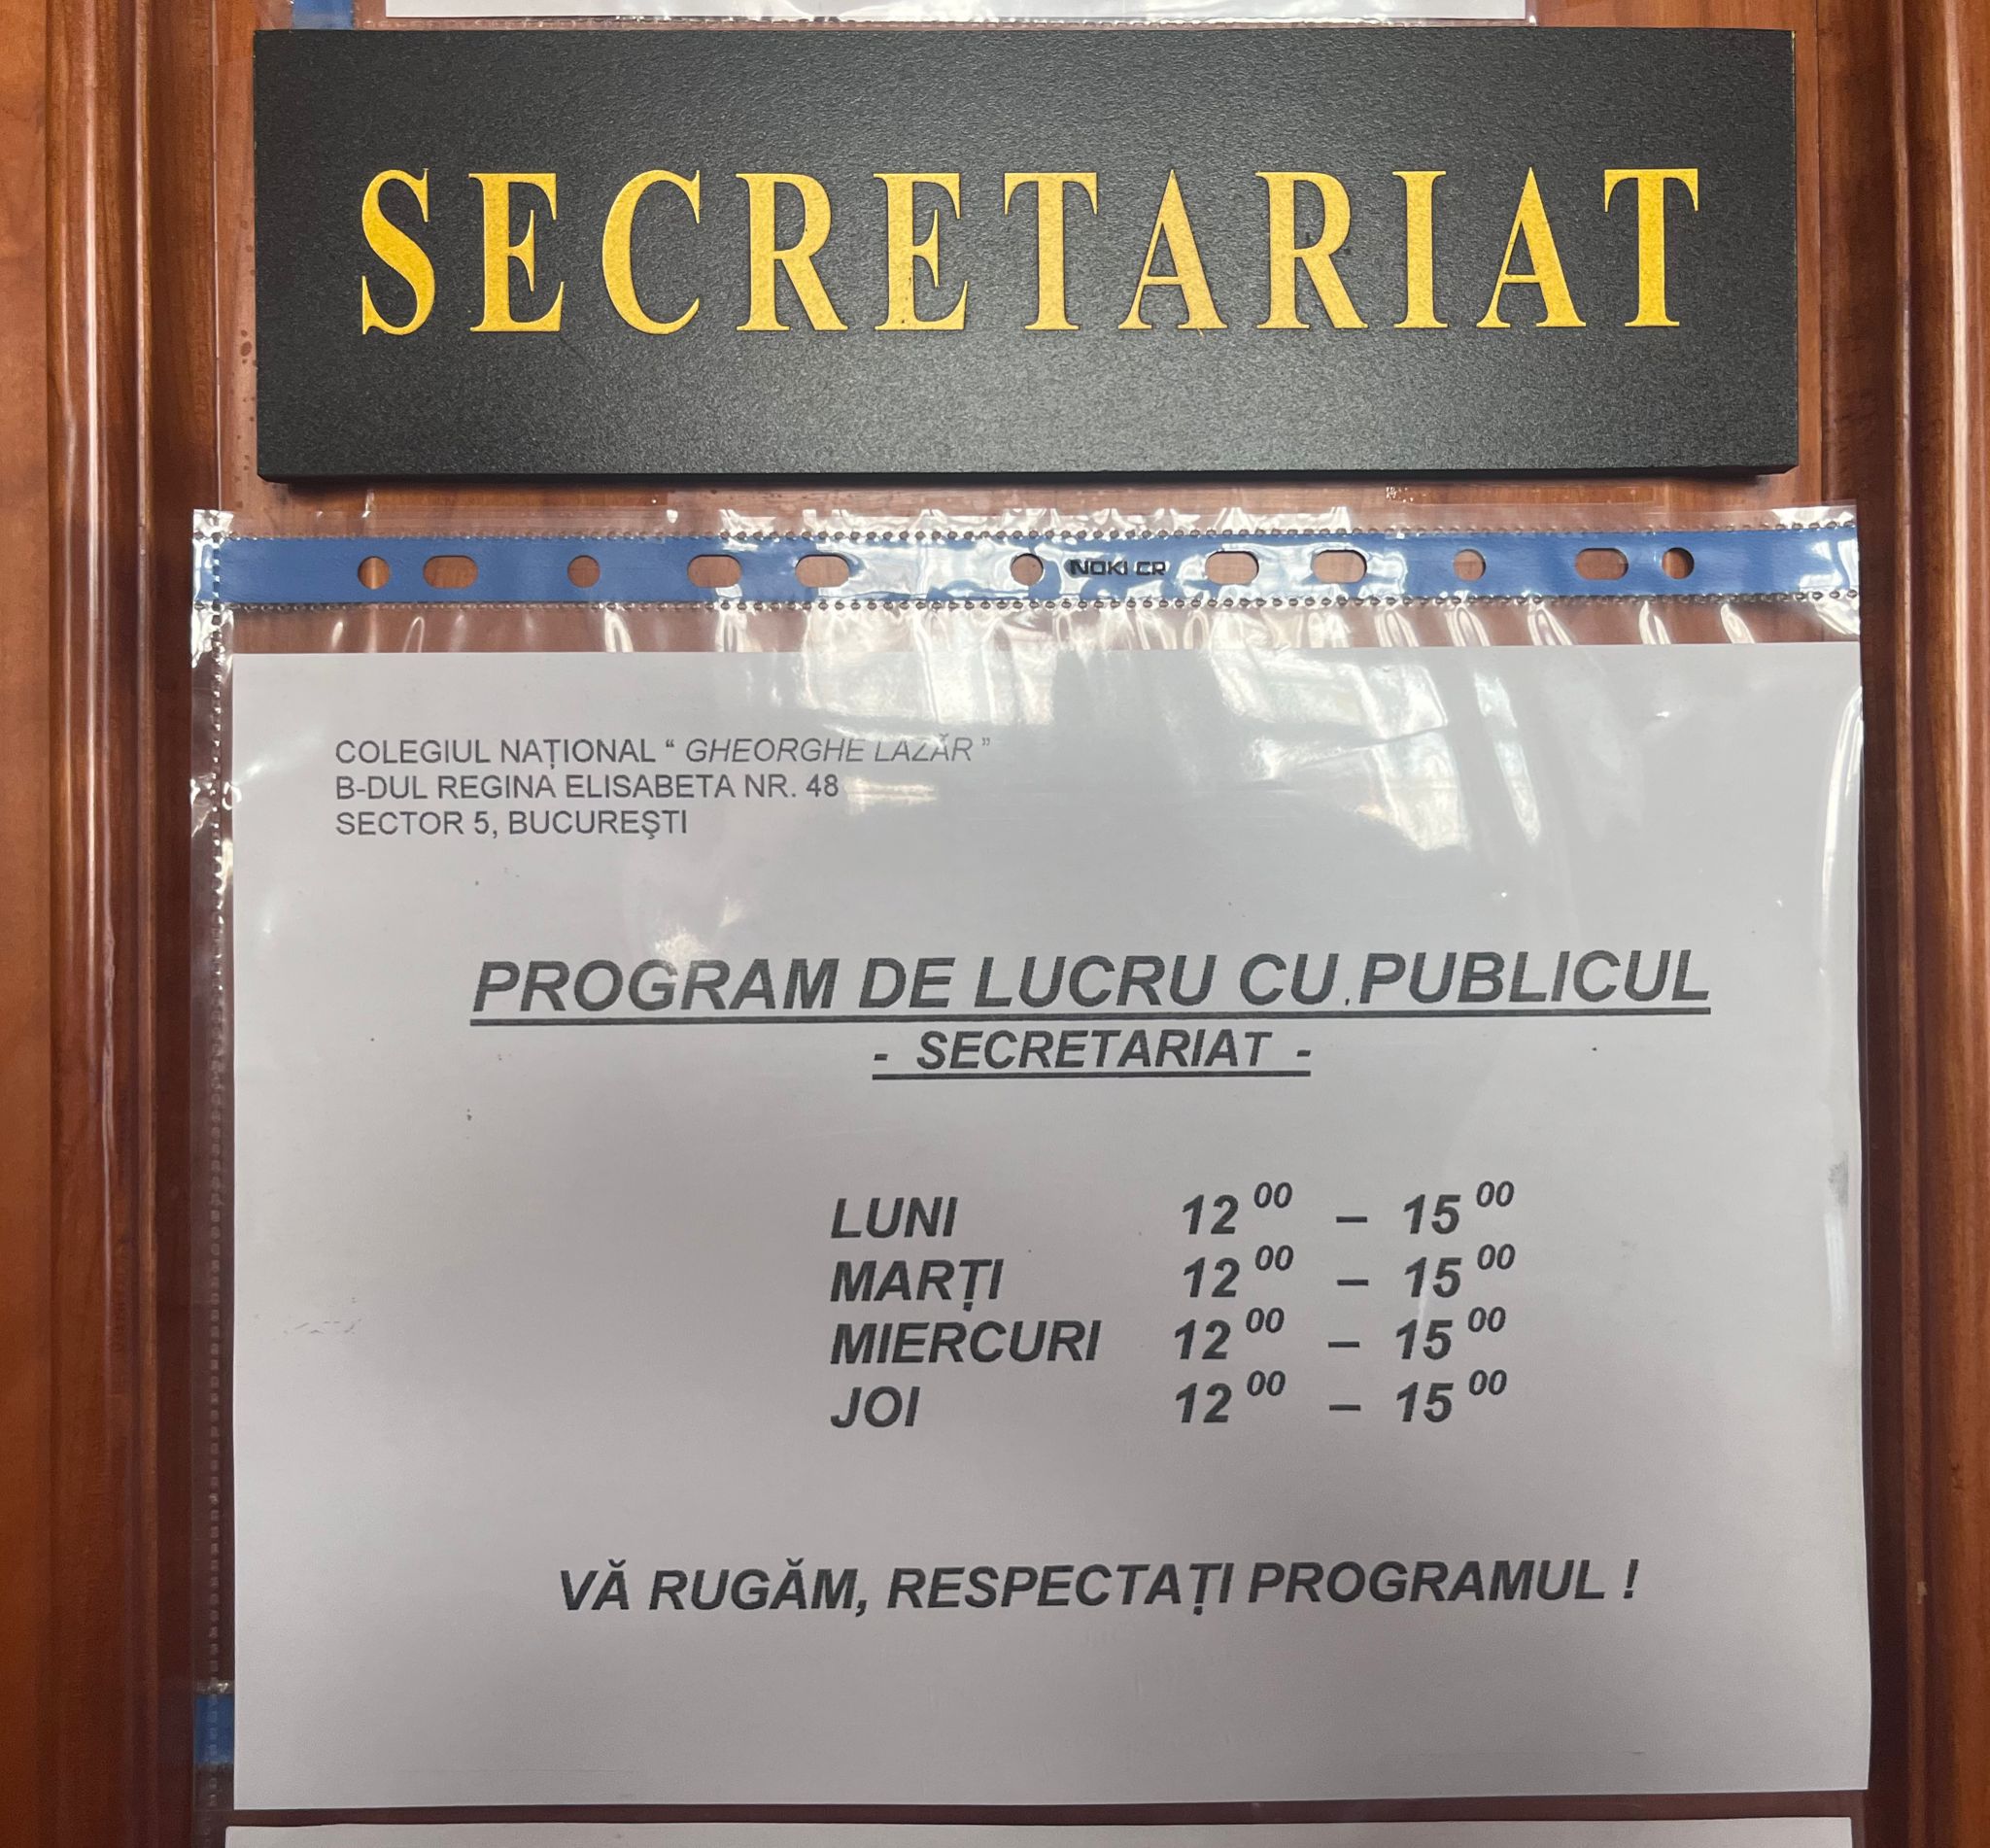 SECRETARIAT
NOKI CR
COLEGIUL NAȚIONAL “ GHEORGHE LAZĂR ”
B-DUL REGINA ELISABETA NR. 48
SECTOR 5, BUCUREŞTI
PROGRAM DE LUCRU CU PUBLICUL
- SECRETARIAT -
LUNI 12 00 – 15 00
MARȚI 12 00 – 15 00
MIERCURI 12 00 – 15 00
JOI 12 00 – 15 00
VĂ RUGĂM, RESPECTAȚI PROGRAMUL !